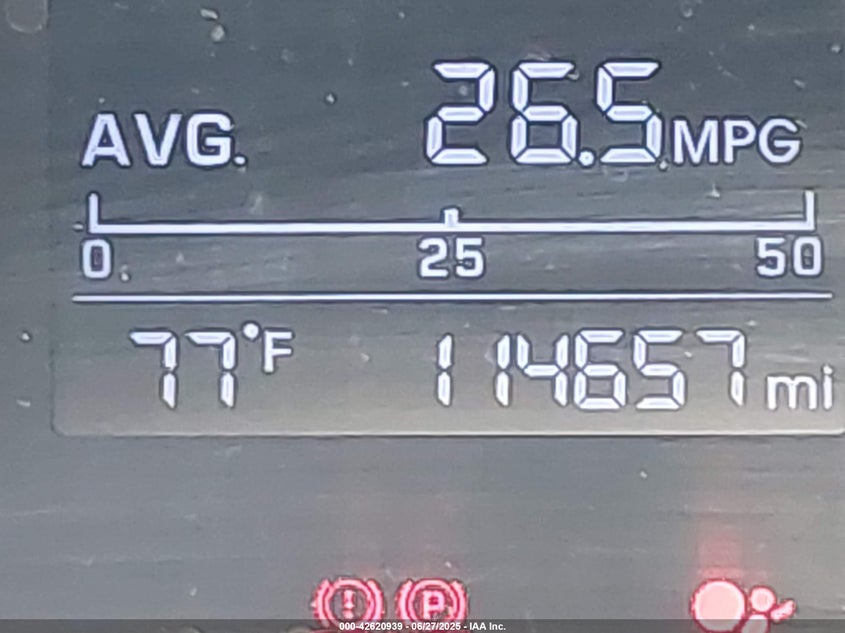 AVG. 26.5 MPG
0 25 50
77°F 114657 mi
! P
000-42620939 - 06/27/2025 - IAA Inc.